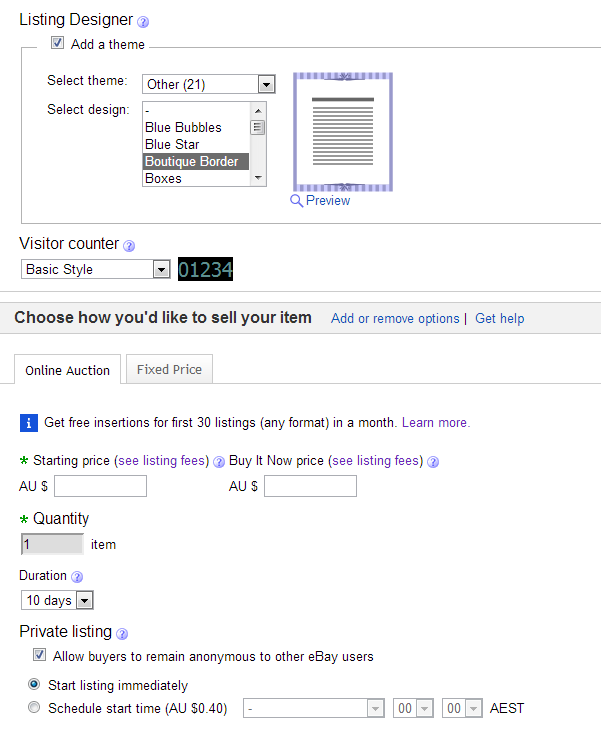 Listing Designer ?
Add a theme
Select theme: Other (21)
Select design: -
Blue Bubbles
Blue Star
Boutique Border
Boxes
Preview
Visitor counter ?
Basic Style 01234
Choose how you'd like to sell your item Add or remove options | Get help
Online Auction Fixed Price
i Get free insertions for first 30 listings (any format) in a month. Learn more.
* Starting price (see listing fees) ? Buy It Now price (see listing fees) ?
AU $ AU $
* Quantity
1 item
Duration ?
10 days
Private listing ?
Allow buyers to remain anonymous to other eBay users
Start listing immediately
Schedule start time (AU $0.40) - 00 00 AEST